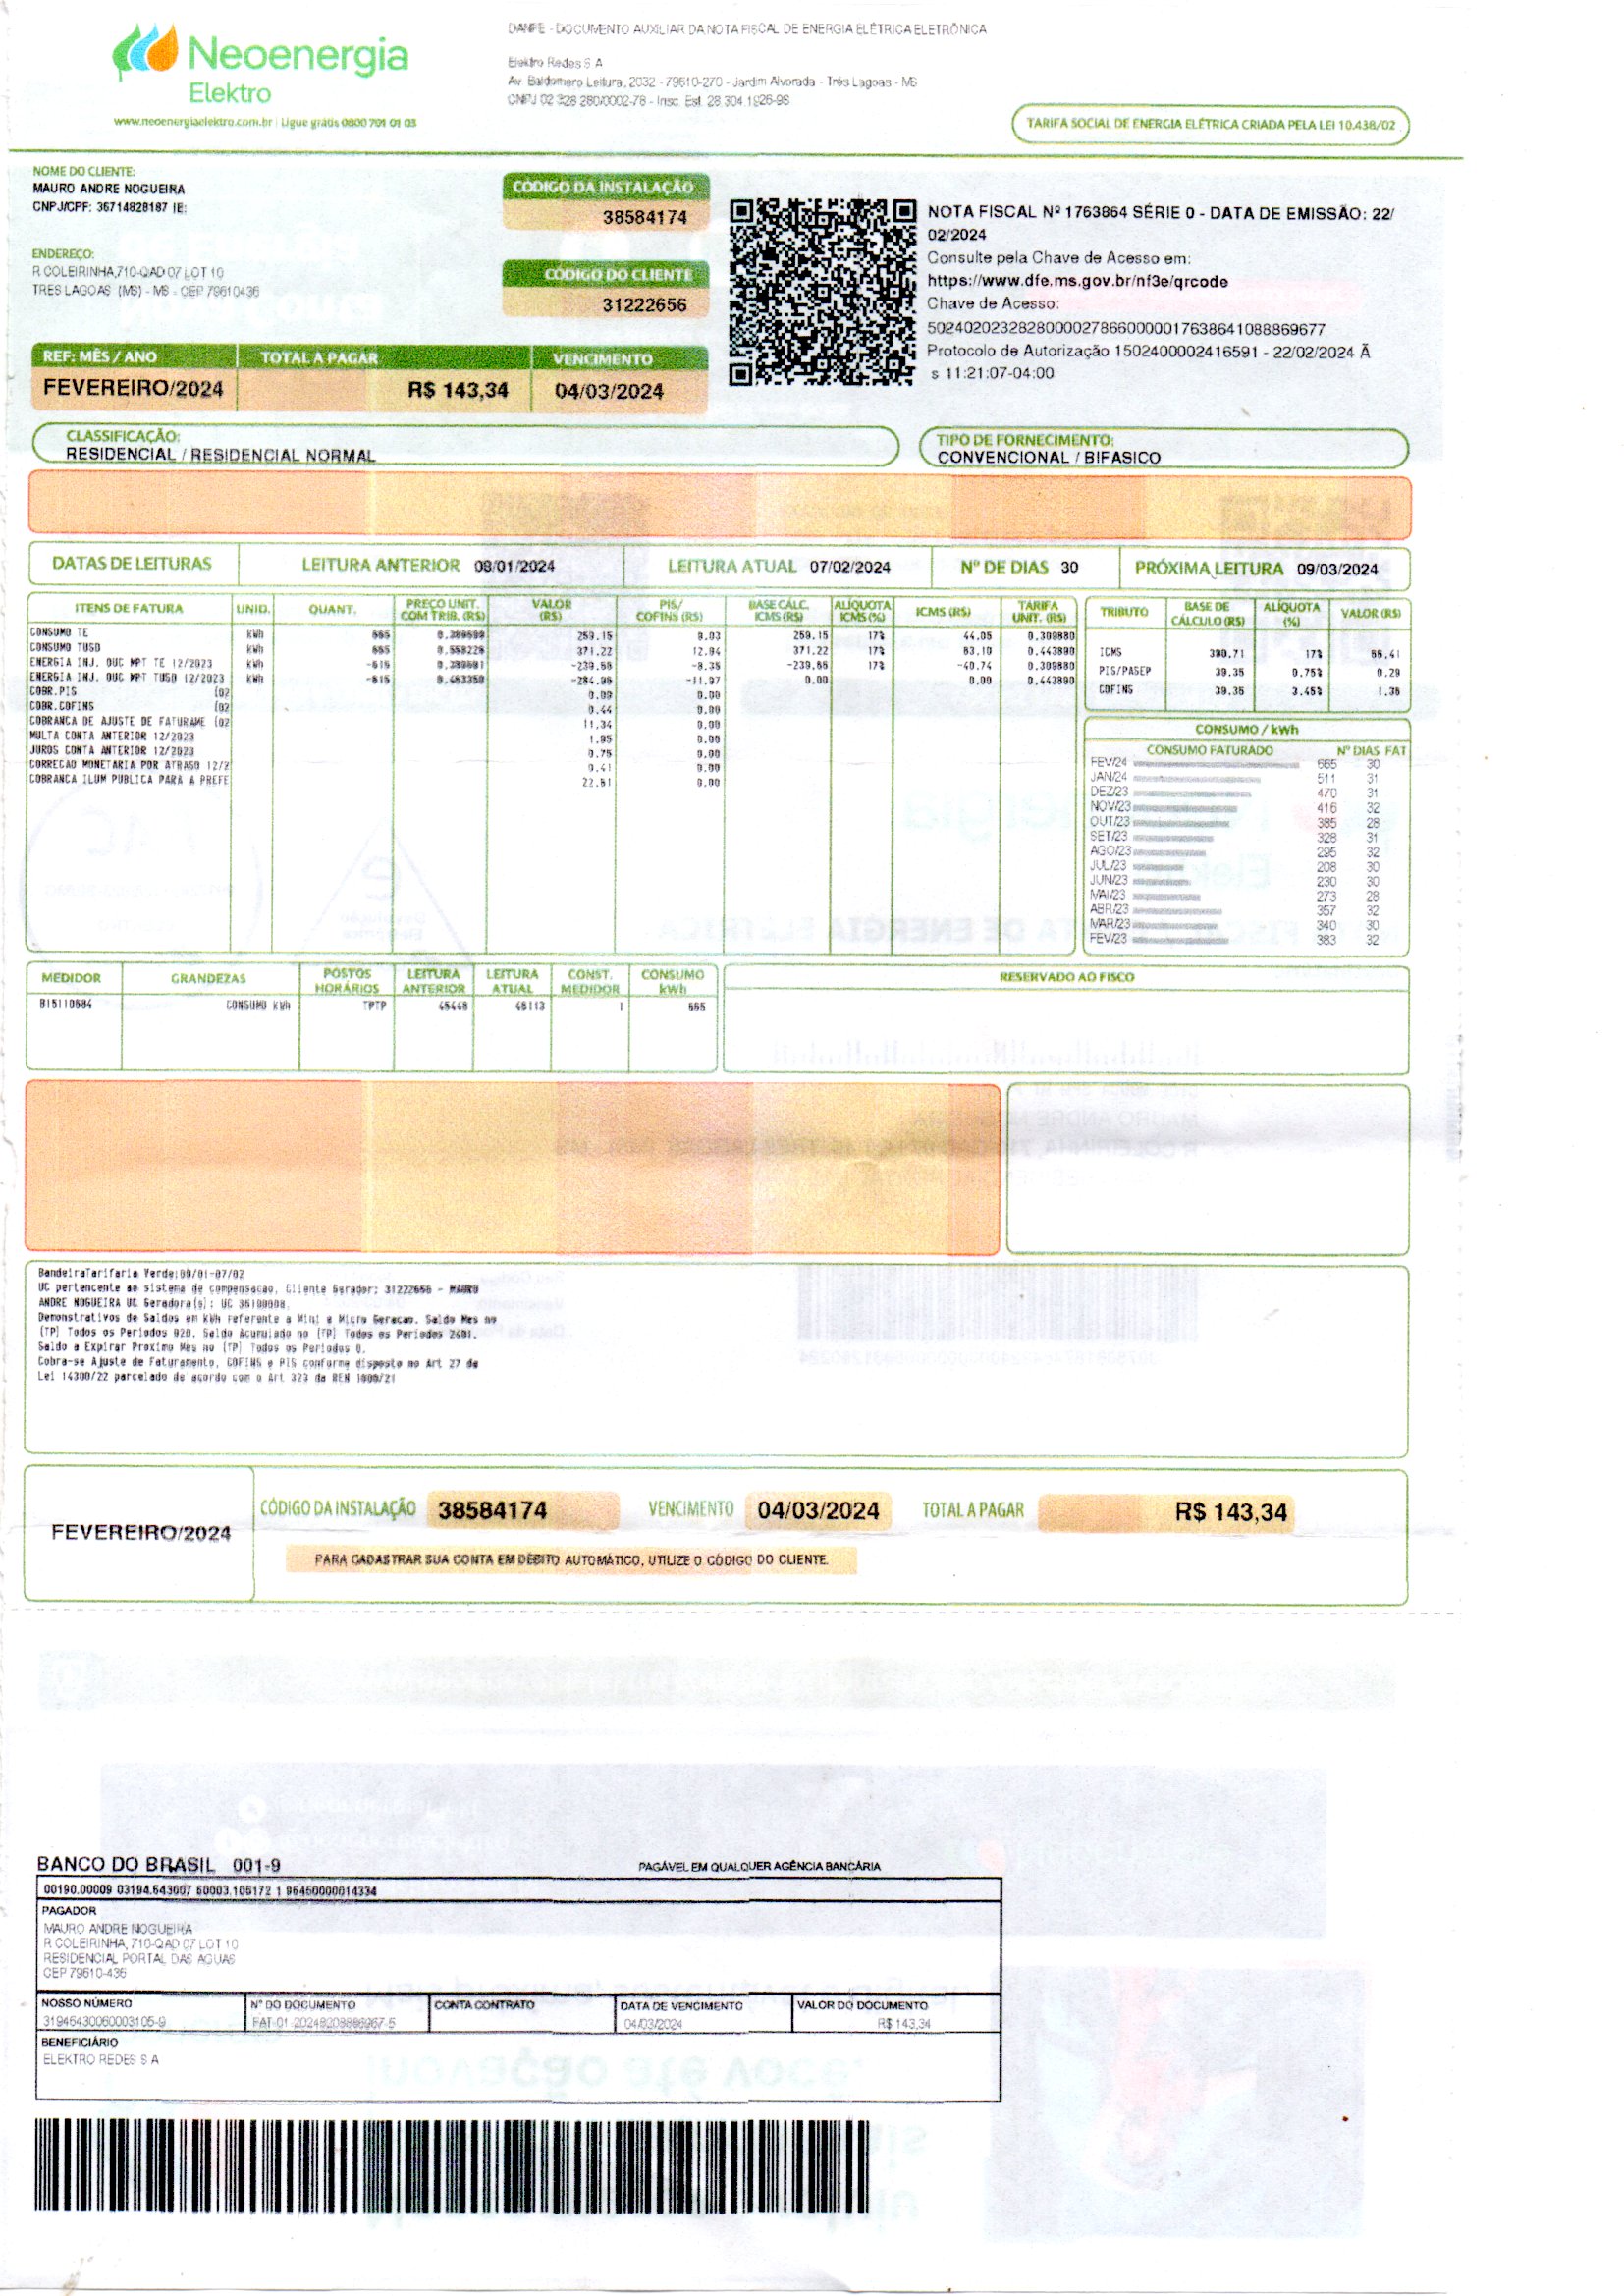 Neoenergia
Elektro
www.neoenergiaelektro.com.br | Ligue grátis 0800 701 01 03
DANFE - DOCUMENTO AUXILIAR DA NOTA FISCAL DE ENERGIA ELÉTRICA ELETRÔNICA
Elektro Redes S A
Av. Baldomero Leitura, 2032 - 79610-270 - Jardim Alvorada - Três Lagoas - MS
CNPJ 02 328 280/0002-78 - Insc. Est. 28 304 1926-98
TARIFA SOCIAL DE ENERGIA ELÉTRICA CRIADA PELA LEI 10.438/02
NOME DO CLIENTE:
MAURO ANDRE NOGUEIRA
CNPJ/CPF: 36714828187 IE:
ENDEREÇO:
R COLEIRINHA,710-QAD 07 LOT 10
TRES LAGOAS (MS) - MS - CEP 79610436
CÓDIGO DA INSTALAÇÃO
38584174
CÓDIGO DO CLIENTE
31222656
REF: MÊS / ANO TOTAL A PAGAR VENCIMENTO
FEVEREIRO/2024 R$ 143,34 04/03/2024
NOTA FISCAL Nº 1763864 SÉRIE 0 - DATA DE EMISSÃO: 22/
02/2024
Consulte pela Chave de Acesso em:
https://www.dfe.ms.gov.br/nf3e/qrcode
Chave de Acesso:
50240202328280000278660000017638641088869677
Protocolo de Autorização 1502400002416591 - 22/02/2024 Ã
s 11:21:07-04:00
CLASSIFICAÇÃO:
RESIDENCIAL / RESIDENCIAL NORMAL
TIPO DE FORNECIMENTO:
CONVENCIONAL / BIFASICO
DATAS DE LEITURAS LEITURA ANTERIOR 08/01/2024 LEITURA ATUAL 07/02/2024 Nº DE DIAS 30 PRÓXIMA LEITURA 09/03/2024
ITENS DE FATURA UNID. QUANT. PREÇO UNIT. COM TRIB. (R$) VALOR (R$) PIS/ COFINS (R$) BASE CÁLC. ICMS (R$) ALÍQUOTA ICMS (%) ICMS (R$) TARIFA UNIT. (R$)
CONSUMO TE kWh 665 0,389699 259.15 9.03 259.15 17% 44.05 0,309880
CONSUMO TUSD kWh 665 0,558226 371.22 12.94 371.22 17% 63.10 0,443890
ENERGIA INJ. OUC MPT TE 12/2023 kWh -615 0,389691 -239.66 -8.35 -239.66 17% -40.74 0,309880
ENERGIA INJ. OUC MPT TUSD 12/2023 kWh -615 0,463350 -284.96 -11.97 0.00 0.00 0,443890
COBR.PIS (02 0.09 0.00
COBR.COFINS (02 0.44 0.00
COBRANCA DE AJUSTE DE FATURAME (02 11.34 0.00
MULTA CONTA ANTERIOR 12/2023 1.95 0.00
JUROS CONTA ANTERIOR 12/2023 0.75 0.00
CORRECAO MONETARIA POR ATRASO 12/2 0.41 0.00
COBRANCA ILUM PUBLICA PARA A PREFE 22.61 0.00
TRIBUTO BASE DE CÁLCULO (R$) ALÍQUOTA (%) VALOR (R$)
ICMS 390.71 17% 66.41
PIS/PASEP 39.35 0.75% 0.29
COFINS 39.35 3.45% 1.36
CONSUMO / kWh
CONSUMO FATURADO Nº DIAS FAT
FEV/24 665 30
JAN/24 511 31
DEZ/23 470 31
NOV/23 416 32
OUT/23 385 28
SET/23 328 31
AGO/23 295 32
JUL/23 208 30
JUN/23 230 30
MAI/23 273 28
ABR/23 357 32
MAR/23 340 30
FEV/23 383 32
MEDIDOR GRANDEZAS POSTOS HORÁRIOS LEITURA ANTERIOR LEITURA ATUAL CONST. MEDIDOR CONSUMO kWh
CONSUMO kWh TPTP 45448 46113 1 665
RESERVADO AO FISCO
BandeiraTarifaria Verde:09/01-07/02
UC pertencente ao sistema de compensacao. Cliente Gerador: 31222656 - MAURO
ANDRE NOGUEIRA UC Geradora(s): UC
Demonstrativos de Saldos em kWh referente a Mini e Micro Geracao. Saldo Mes no
(TP) Todos os Periodos 920. Saldo Acumulado no (TP) Todos os Periodos
Saldo a Expirar Proximo Mes no (TP) Todos os Periodos 0.
Cobra-se Ajuste de Faturamento, COFINS e PIS conforme disposto no Art 27 da
Lei 14300/22 parcelado de acordo com o Art 323 da REN 1000/21
FEVEREIRO/2024
CÓDIGO DA INSTALAÇÃO 38584174 VENCIMENTO 04/03/2024 TOTAL A PAGAR R$ 143,34
PARA CADASTRAR SUA CONTA EM DÉBITO AUTOMÁTICO, UTILIZE O CÓDIGO DO CLIENTE.
BANCO DO BRASIL 001-9 PAGÁVEL EM QUALQUER AGÊNCIA BANCÁRIA
00190.00009 03194.643007 60003.105172 1 96450000014334
PAGADOR
MAURO ANDRE NOGUEIRA
R COLEIRINHA, 710-QAD 07 LOT 10
RESIDENCIAL PORTAL DAS AGUAS
CEP 79610-436
NOSSO NÚMERO Nº DO DOCUMENTO CONTA CONTRATO DATA DE VENCIMENTO VALOR DO DOCUMENTO
31946430060003105-9 FAT-01-20248208886967-5 04/03/2024 R$ 143,34
BENEFICIÁRIO
ELEKTRO REDES S A